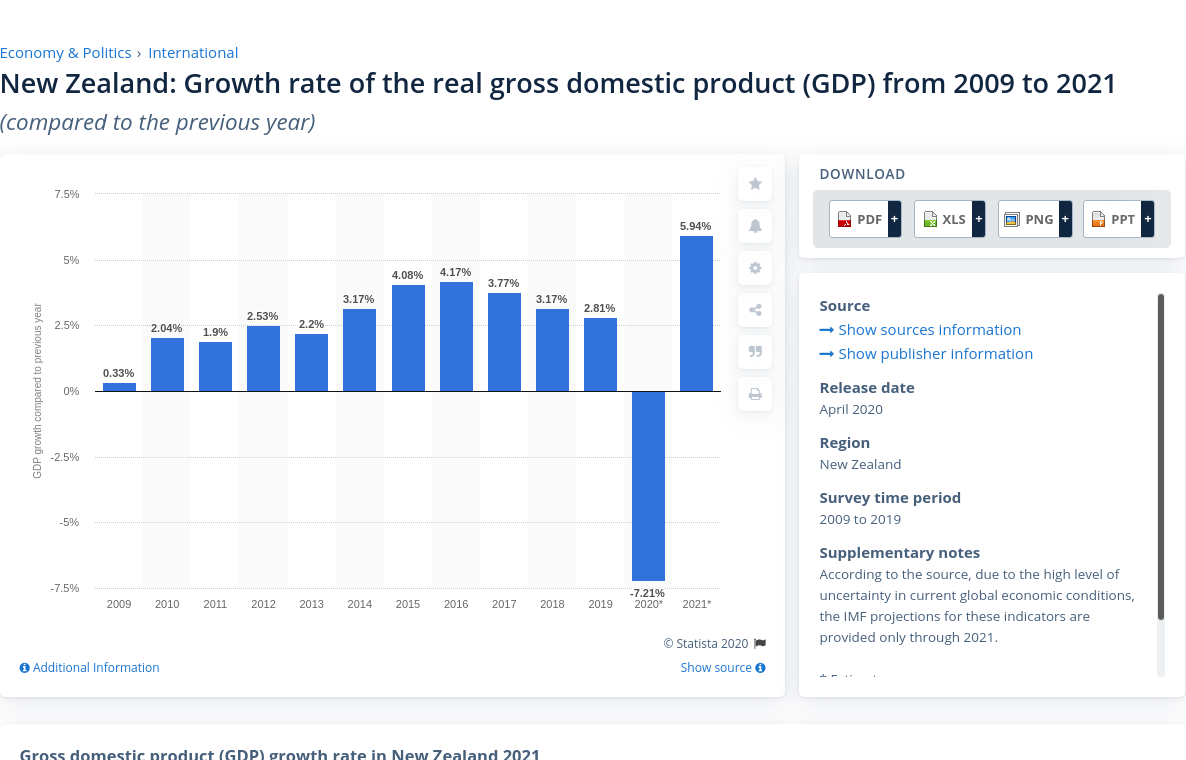 Economy & Politics › International
New Zealand: Growth rate of the real gross domestic product (GDP) from 2009 to 2021
(compared to the previous year)
GDP growth compared to previous year
7.5%
5%
2.5%
0%
-2.5%
-5%
-7.5%
0.33%
2.04%
1.9%
2.53%
2.2%
3.17%
4.08%
4.17%
3.77%
3.17%
2.81%
-7.21%
5.94%
2009 2010 2011 2012 2013 2014 2015 2016 2017 2018 2019 2020* 2021*
© Statista 2020
Additional Information
Show source
DOWNLOAD
PDF + XLS + PNG + PPT +
Source
Show sources information
Show publisher information
Release date
April 2020
Region
New Zealand
Survey time period
2009 to 2019
Supplementary notes
According to the source, due to the high level of
uncertainty in current global economic conditions,
the IMF projections for these indicators are
provided only through 2021.
Gross domestic product (GDP) growth rate in New Zealand 2021